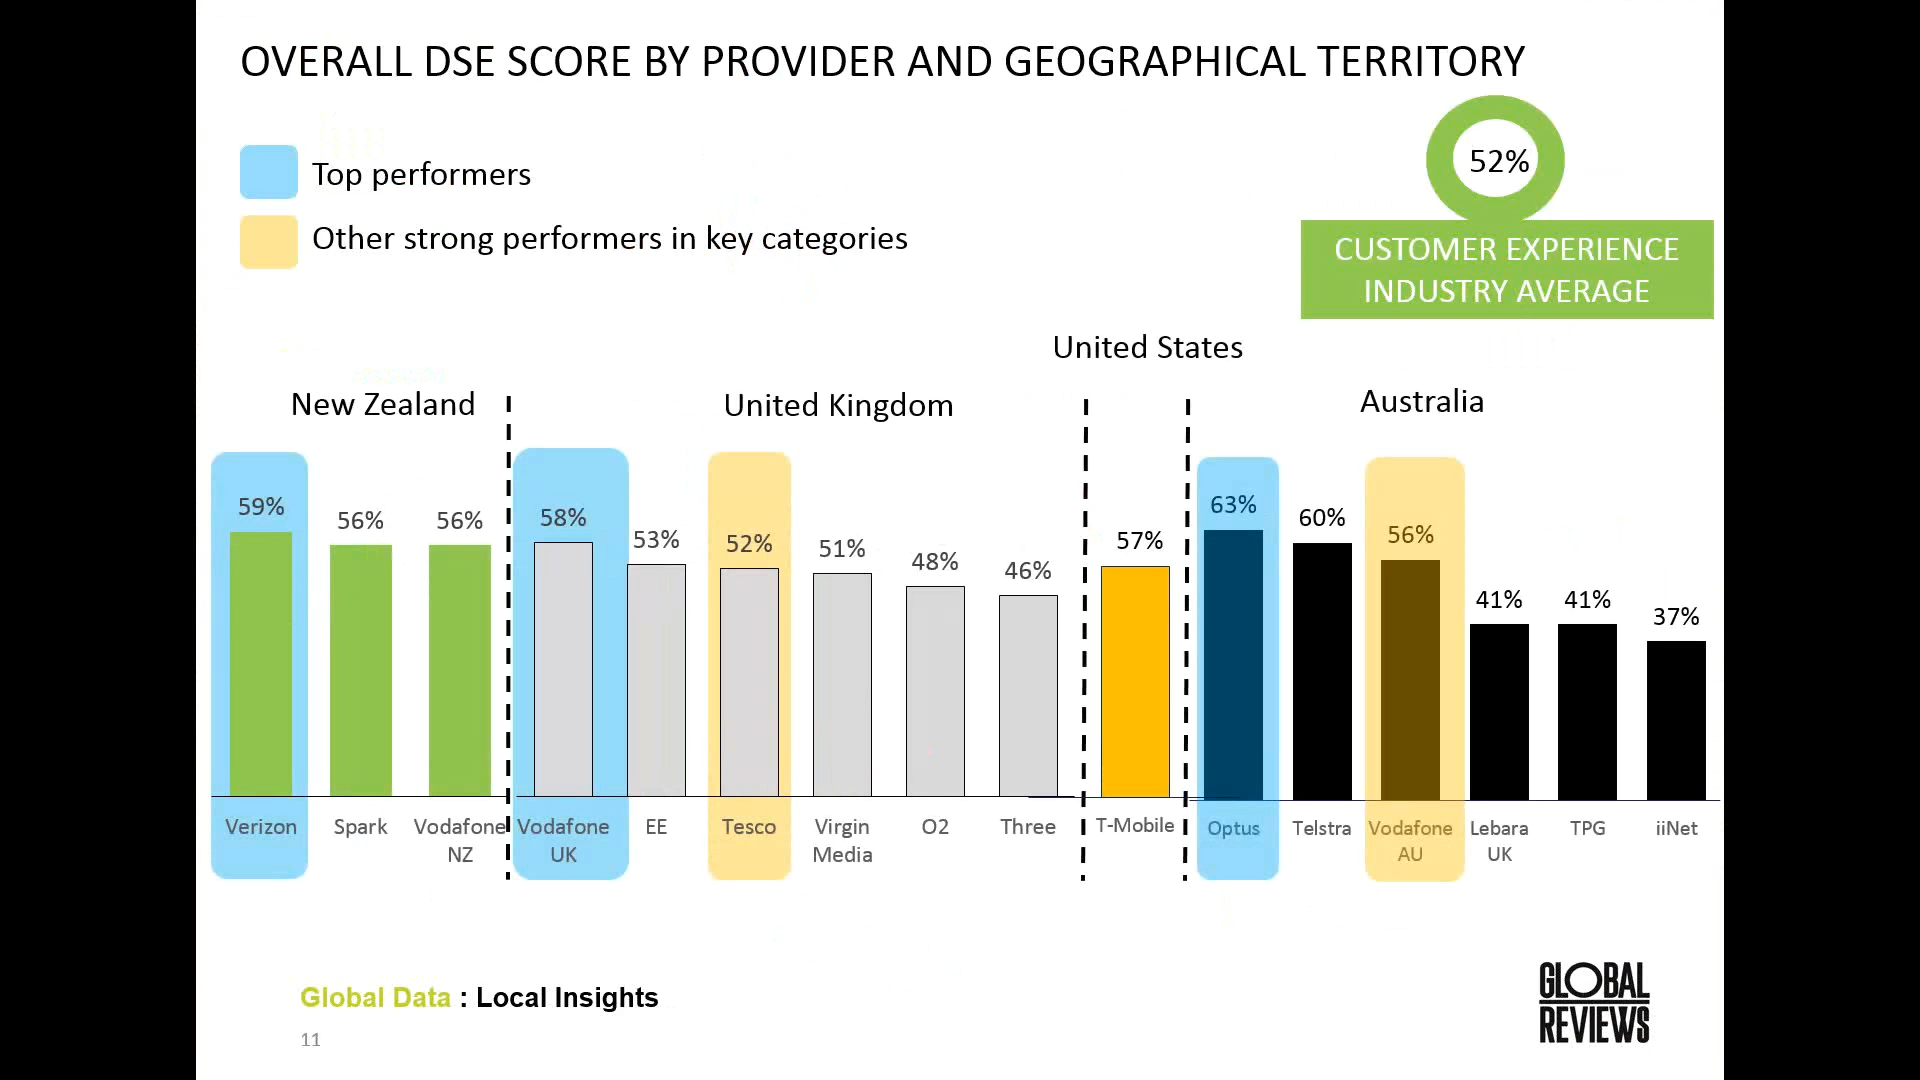 OVERALL DSE SCORE BY PROVIDER AND GEOGRAPHICAL TERRITORY
52%
Top performers
Other strong performers in key categories
CUSTOMER EXPERIENCE
INDUSTRY AVERAGE
United States
New Zealand
United Kingdom
Australia
59%
56%
56%
58%
53%
52%
51%
48%
46%
57%
63%
60%
56%
41%
41%
37%
Verizon
Spark
Vodafone
NZ
Vodafone
UK
EE
Tesco
Virgin
Media
O2
Three
T-Mobile
Optus
Telstra
Vodafone
AU
Lebara
UK
TPG
iiNet
Global Data : Local Insights
11
GLOBAL
REVIEWS